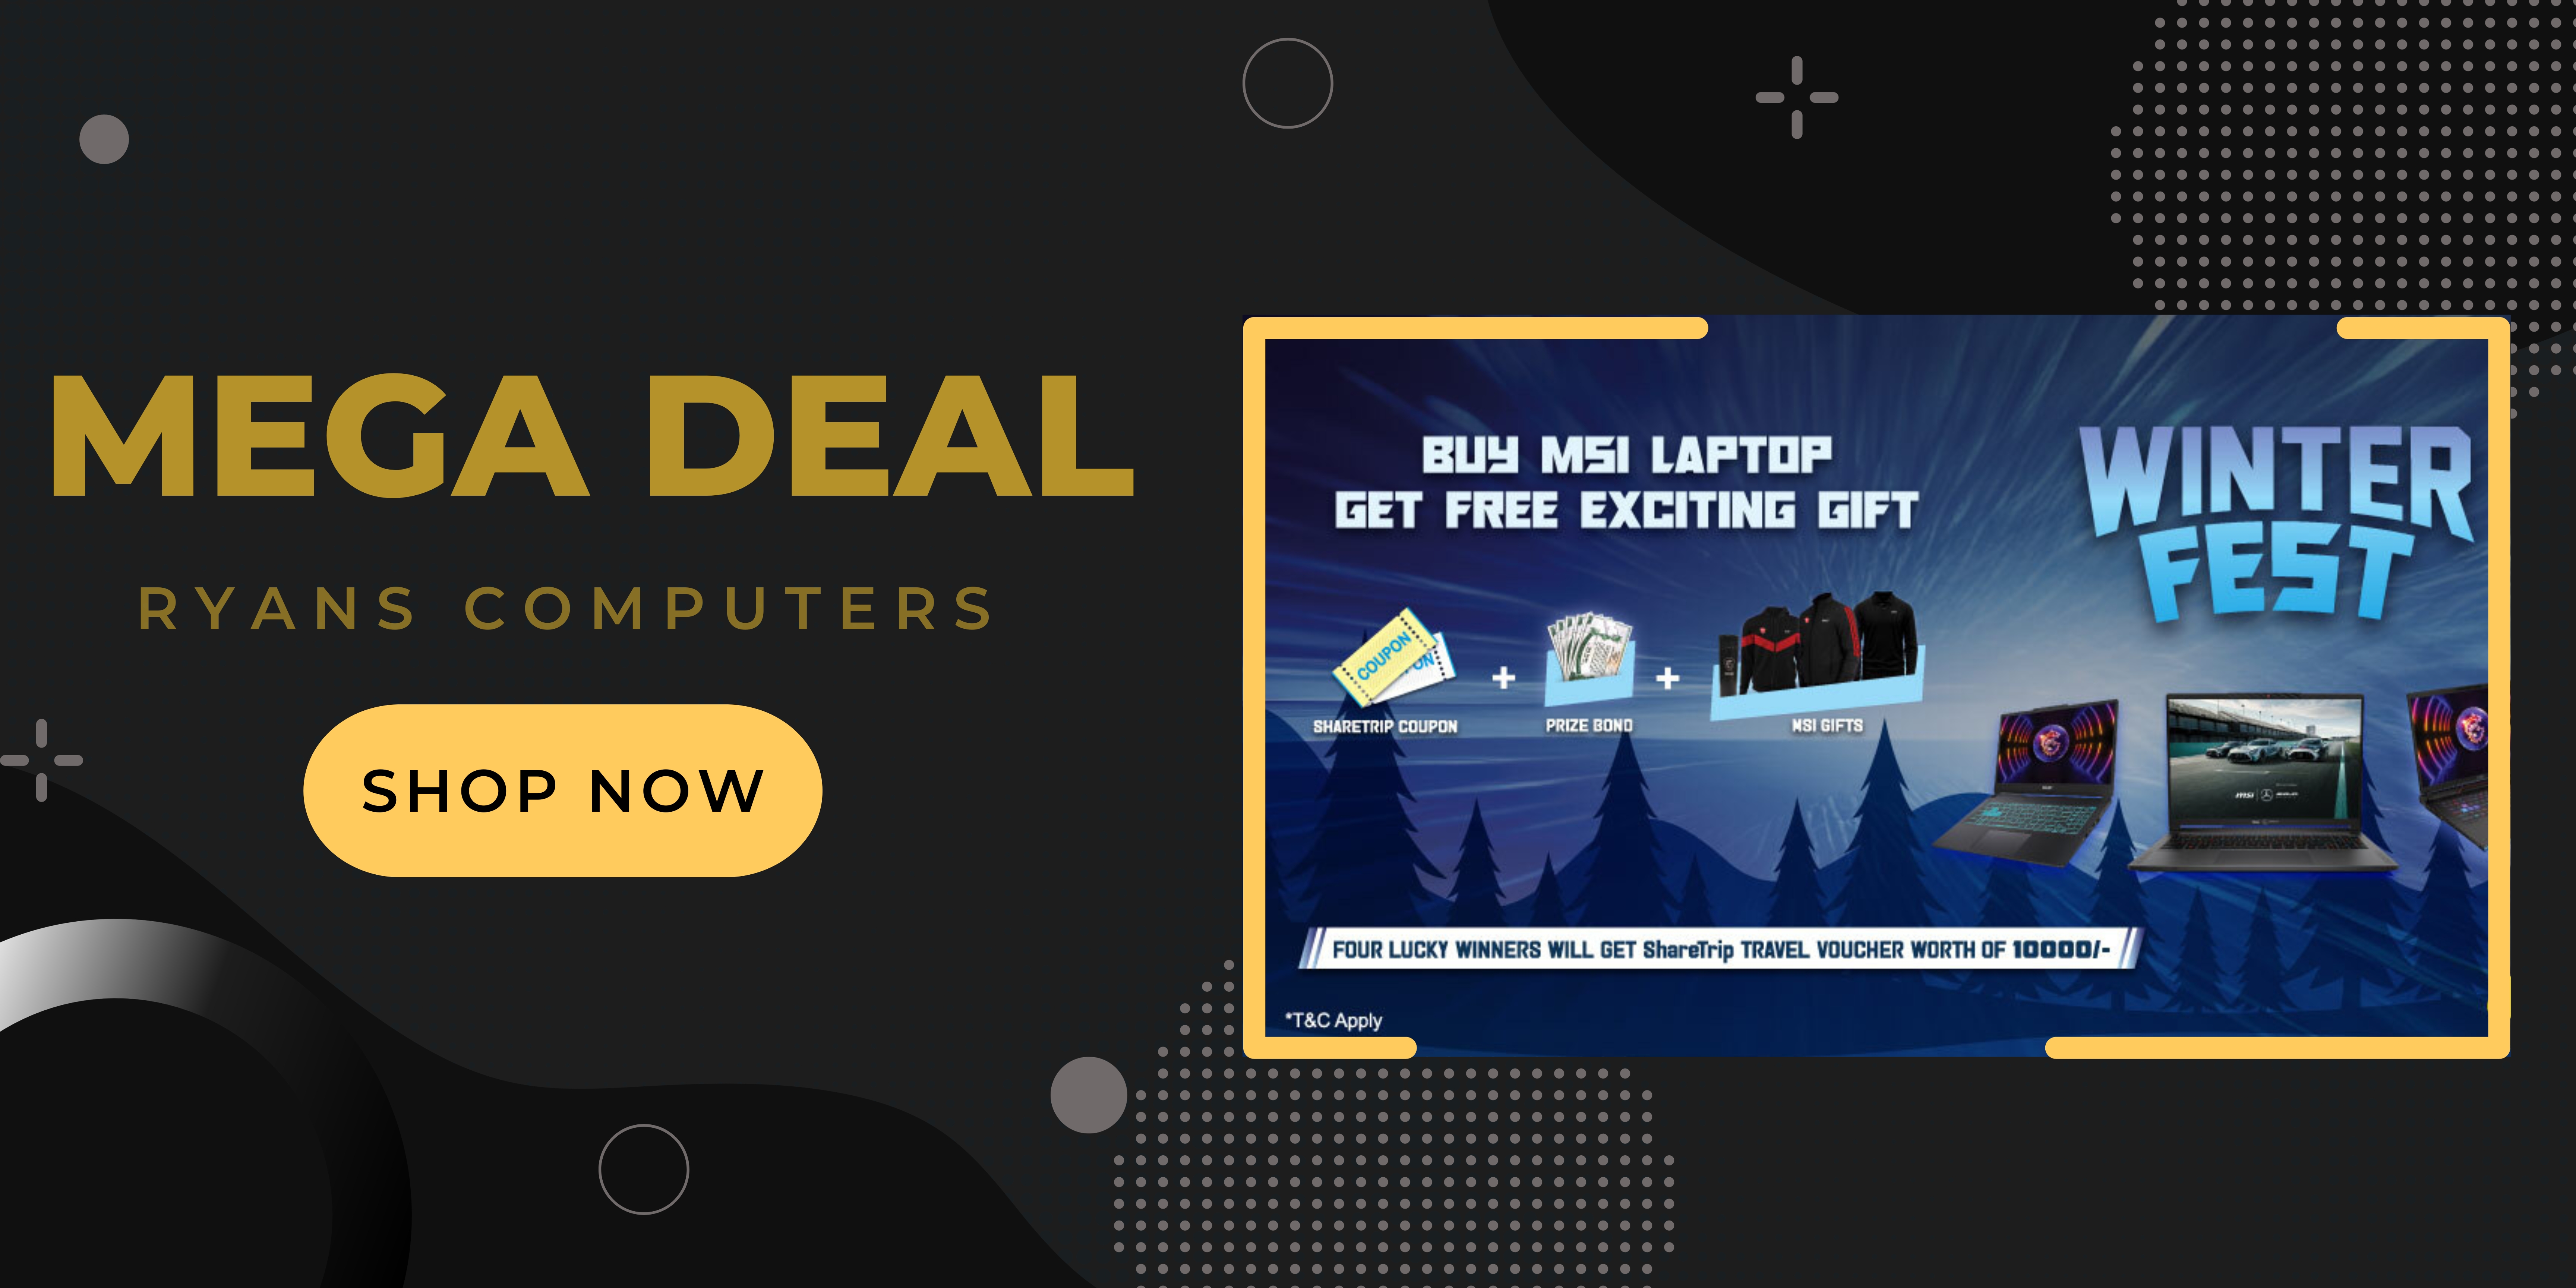 MEGA DEAL
RYANS COMPUTERS
SHOP NOW
BUY MSI LAPTOP
GET FREE EXCITING GIFT
WINTER
FEST
COUPON
SHARETRIP COUPON
+
PRIZE BOND
+
MSI GIFTS
msi
FOUR LUCKY WINNERS WILL GET ShareTrip TRAVEL VOUCHER WORTH OF 10000/-
*T&C Apply